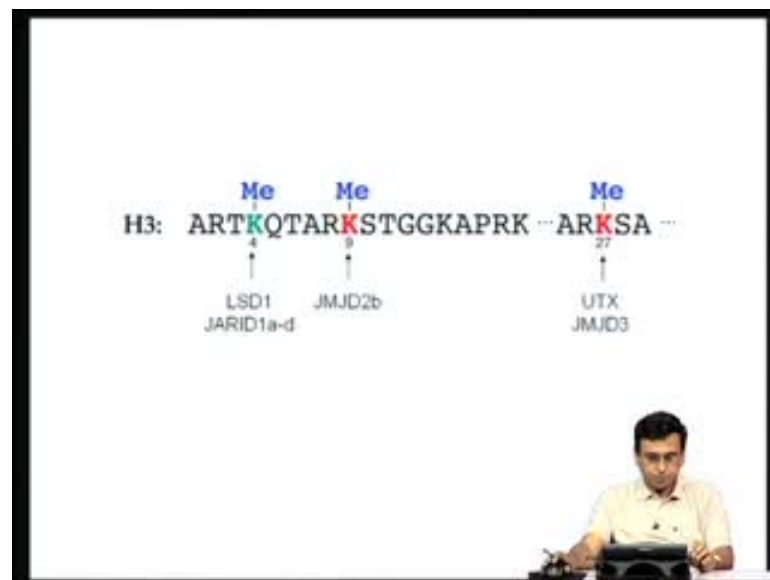 Me Me Me
H3: ARTKQTARKSTGGKAPRK ··· ARKSA ···
4 9 27
LSD1 JMJD2b UTX
JARID1a-d JMJD3